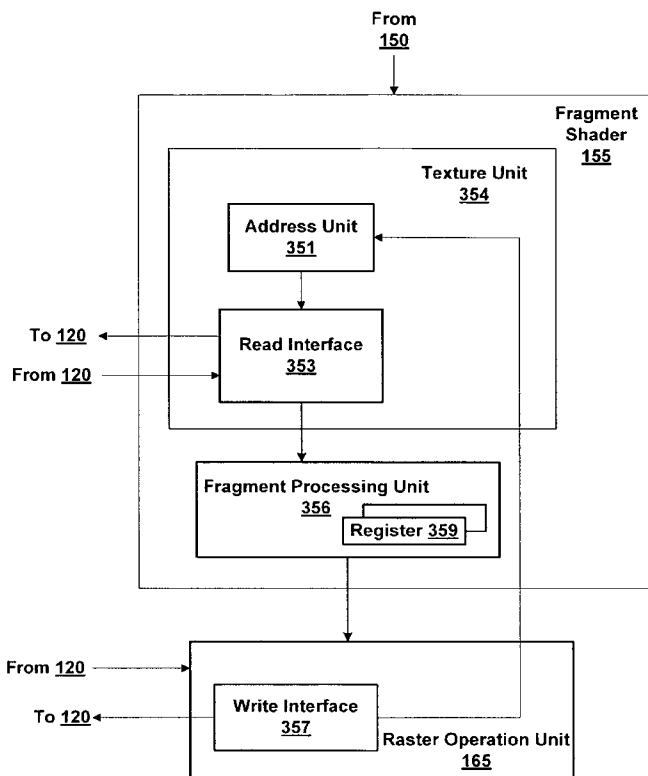 From
150
Fragment
Shader
155
Texture Unit
354
Address Unit
351
To 120
Read Interface
353
From 120
Fragment Processing Unit
356
Register 359
From 120
To 120
Write Interface
357
Raster Operation Unit
165